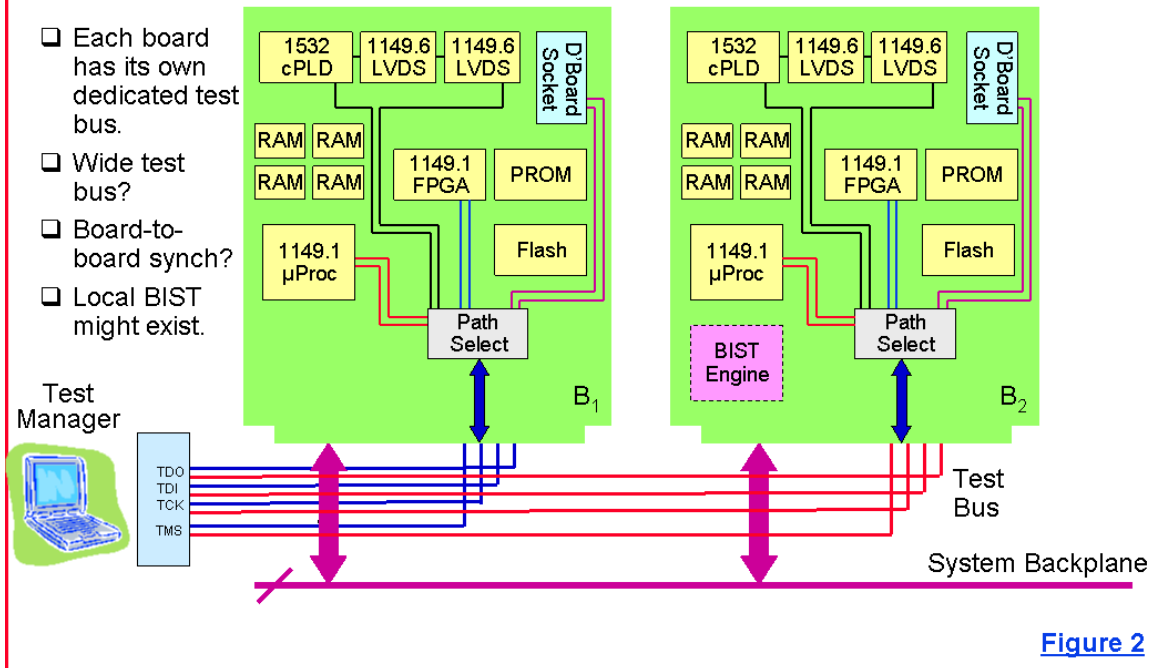 ❑ Each board
has its own
dedicated test
bus.
❑ Wide test
bus?
❑ Board-to-
board synch?
❑ Local BIST
might exist.
Test
Manager
TDO
TDI
TCK
TMS
1532
cPLD
1149.6
LVDS
1149.6
LVDS
D'Board
Socket
RAM
RAM
RAM
RAM
1149.1
FPGA
PROM
1149.1
µProc
Flash
Path
Select
B1
1532
cPLD
1149.6
LVDS
1149.6
LVDS
D'Board
Socket
RAM
RAM
RAM
RAM
1149.1
FPGA
PROM
1149.1
µProc
Flash
Path
Select
BIST
Engine
B2
Test
Bus
System Backplane
Figure 2